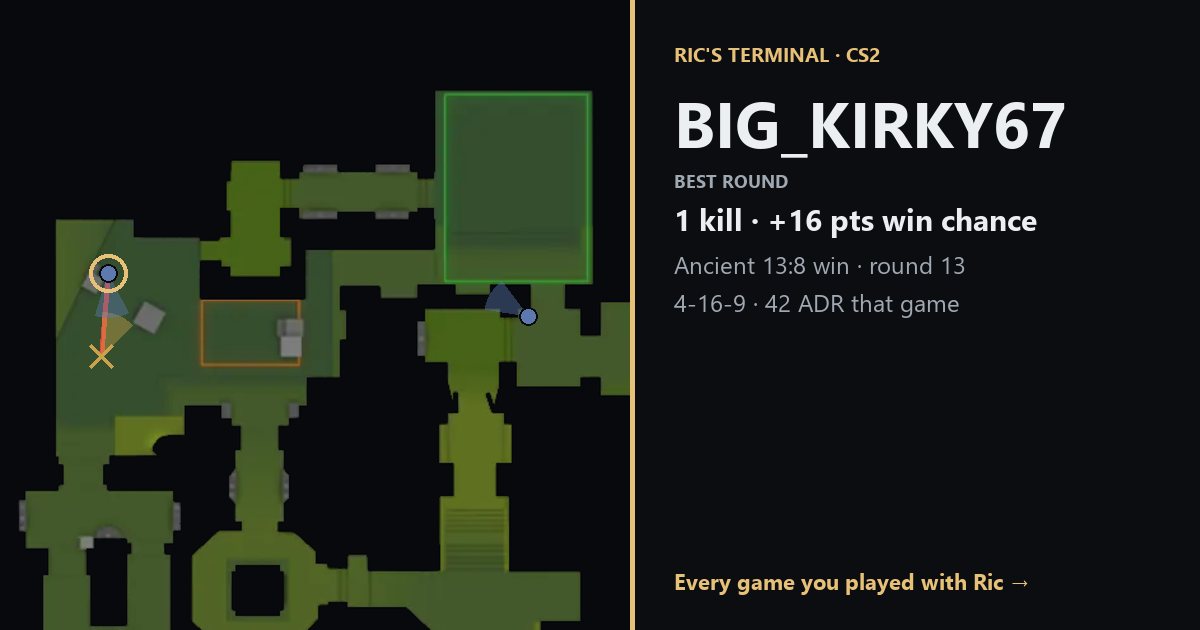 RIC'S TERMINAL · CS2
BIG_KIRKY67
BEST ROUND
1 kill · +16 pts win chance
Ancient 13:8 win · round 13
4-16-9 · 42 ADR that game
Every game you played with Ric →